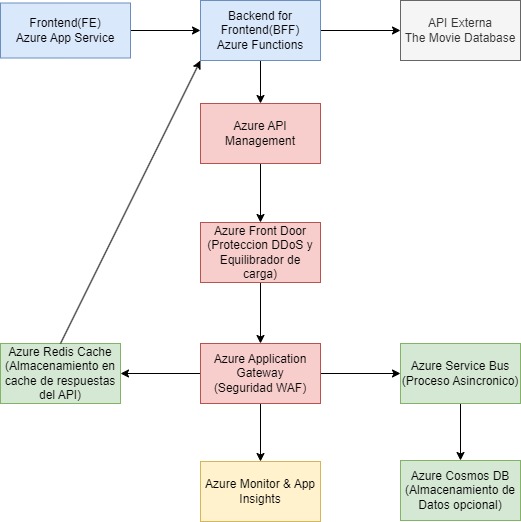 Frontend(FE)
Azure App Service
Backend for
Frontend(BFF)
Azure Functions
API Externa
The Movie Database
Azure API
Management
Azure Front Door
(Proteccion DDoS y
Equilibrador de
carga)
Azure Redis Cache
(Almacenamiento en
cache de respuestas
del API)
Azure Application
Gateway
(Seguridad WAF)
Azure Service Bus
(Proceso Asincronico)
Azure Monitor & App
Insights
Azure Cosmos DB
(Almacenamiento de
Datos opcional)